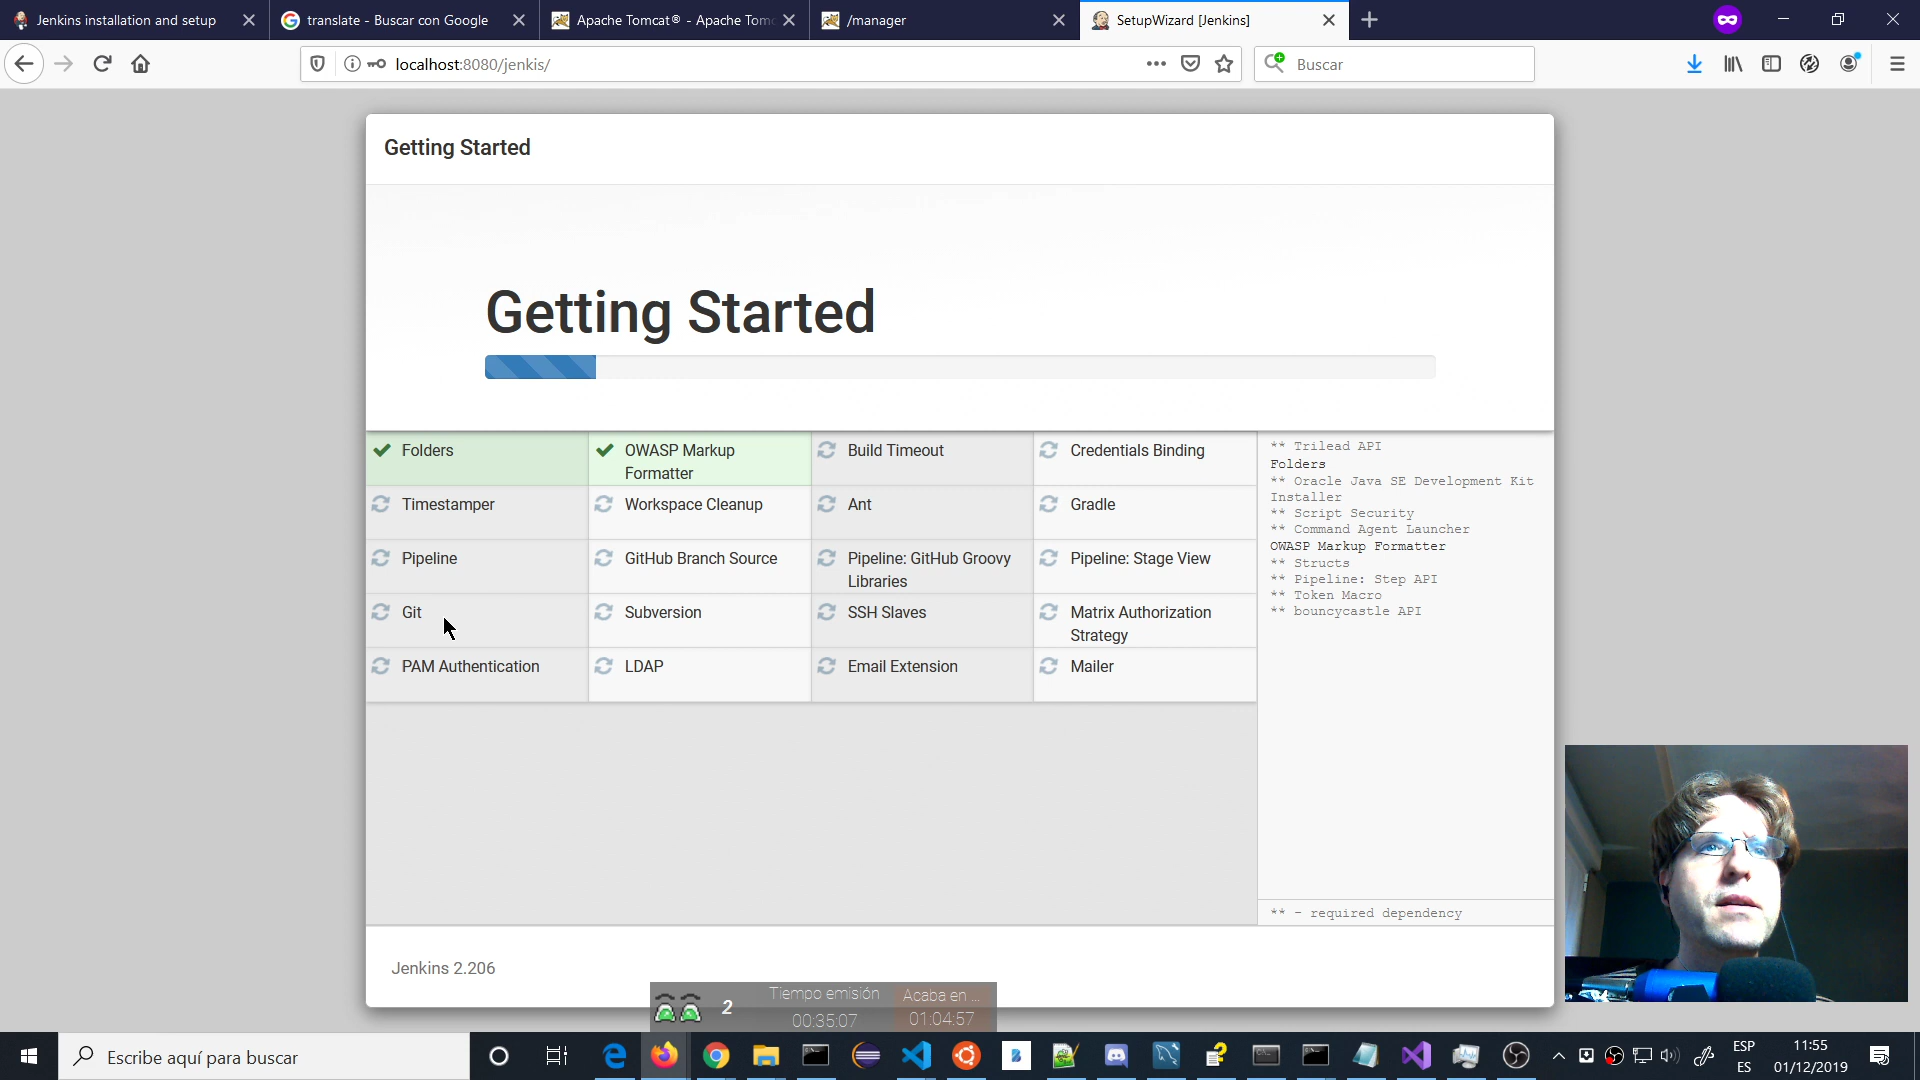 Jenkins installation and setup
translate - Buscar con Google
Apache Tomcat® - Apache Tom
/manager
SetupWizard [Jenkins]
localhost:8080/jenkis/
Buscar
Getting Started
Getting Started
Folders
OWASP Markup
Formatter
Build Timeout
Credentials Binding
Timestamper
Workspace Cleanup
Ant
Gradle
Pipeline
GitHub Branch Source
Pipeline: GitHub Groovy
Libraries
Pipeline: Stage View
Git
Subversion
SSH Slaves
Matrix Authorization
Strategy
PAM Authentication
LDAP
Email Extension
Mailer
** Trilead API
Folders
** Oracle Java SE Development Kit
Installer
** Script Security
** Command Agent Launcher
OWASP Markup Formatter
** Structs
** Pipeline: Step API
** Token Macro
** bouncycastle API
** - required dependency
Jenkins 2.206
2
Tiempo emisión
00:35:07
Acaba en ...
01:04:57
Escribe aquí para buscar
ESP
ES
11:55
01/12/2019